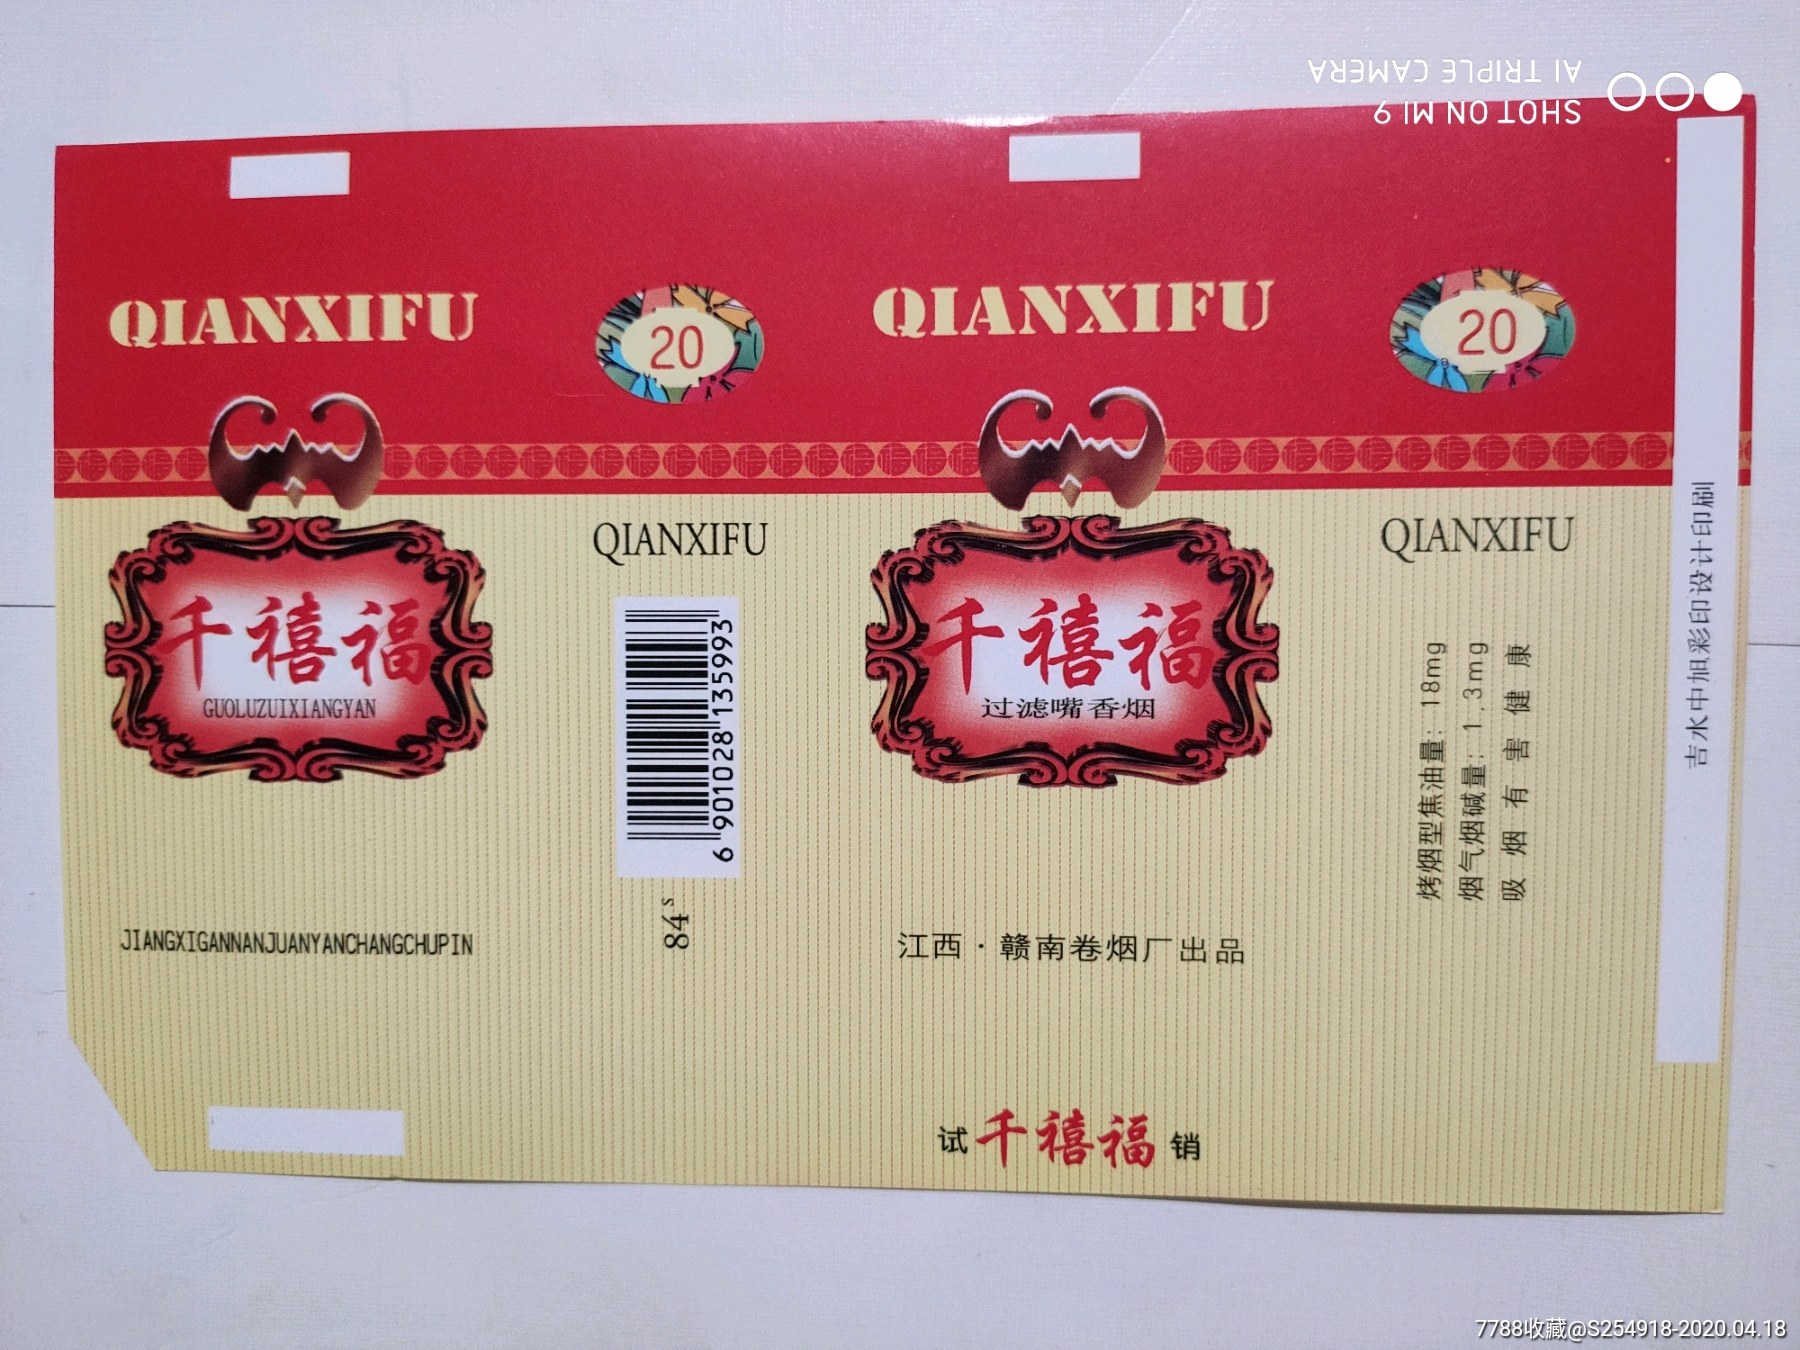 AI TRIPLE CAMERA
SHOT ON MI 9
QIANXIFU
20
QIANXIFU
20
千禧福
GUOLUZUIXIANGYAN
JIANGXIGANNANJUANYANCHANGCHUPIN
QIANXIFU
6 901028 135993
84s
千禧福
过滤嘴香烟
江西·赣南卷烟厂出品
试千禧福销
QIANXIFU
烤烟型焦油量：18mg
烟气烟碱量：1.3mg
吸烟有害健康
吉水中旭彩印设计印刷
7788收藏@S254918-2020.04.18